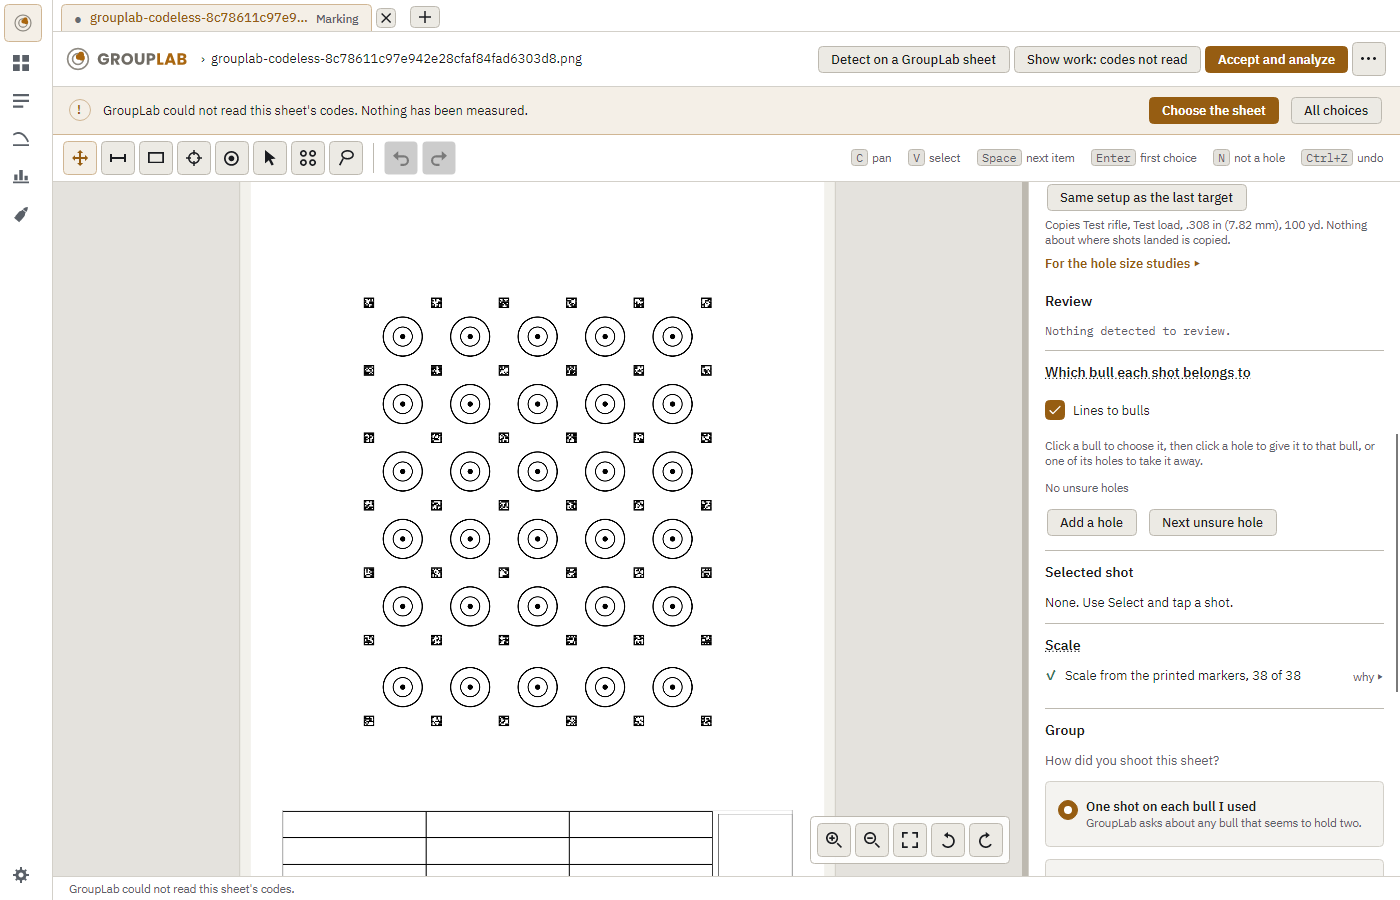 grouplab-codeless-8c78611c97e9... Marking
GROUPLAB › grouplab-codeless-8c78611c97e942e28cfaf84fad6303d8.png
Detect on a GroupLab sheet
Show work: codes not read
Accept and analyze
! GroupLab could not read this sheet's codes. Nothing has been measured.
Choose the sheet
All choices
C pan V select Space next item Enter first choice N not a hole Ctrl+Z undo
Same setup as the last target
Copies Test rifle, Test load, .308 in (7.82 mm), 100 yd. Nothing
about where shots landed is copied.
For the hole size studies ▸
Review
Nothing detected to review.
Which bull each shot belongs to
Lines to bulls
Click a bull to choose it, then click a hole to give it to that bull, or
one of its holes to take it away.
No unsure holes
Add a hole
Next unsure hole
Selected shot
None. Use Select and tap a shot.
Scale
✓ Scale from the printed markers, 38 of 38 why ▸
Group
How did you shoot this sheet?
One shot on each bull I used
GroupLab asks about any bull that seems to hold two.
GroupLab could not read this sheet's codes.